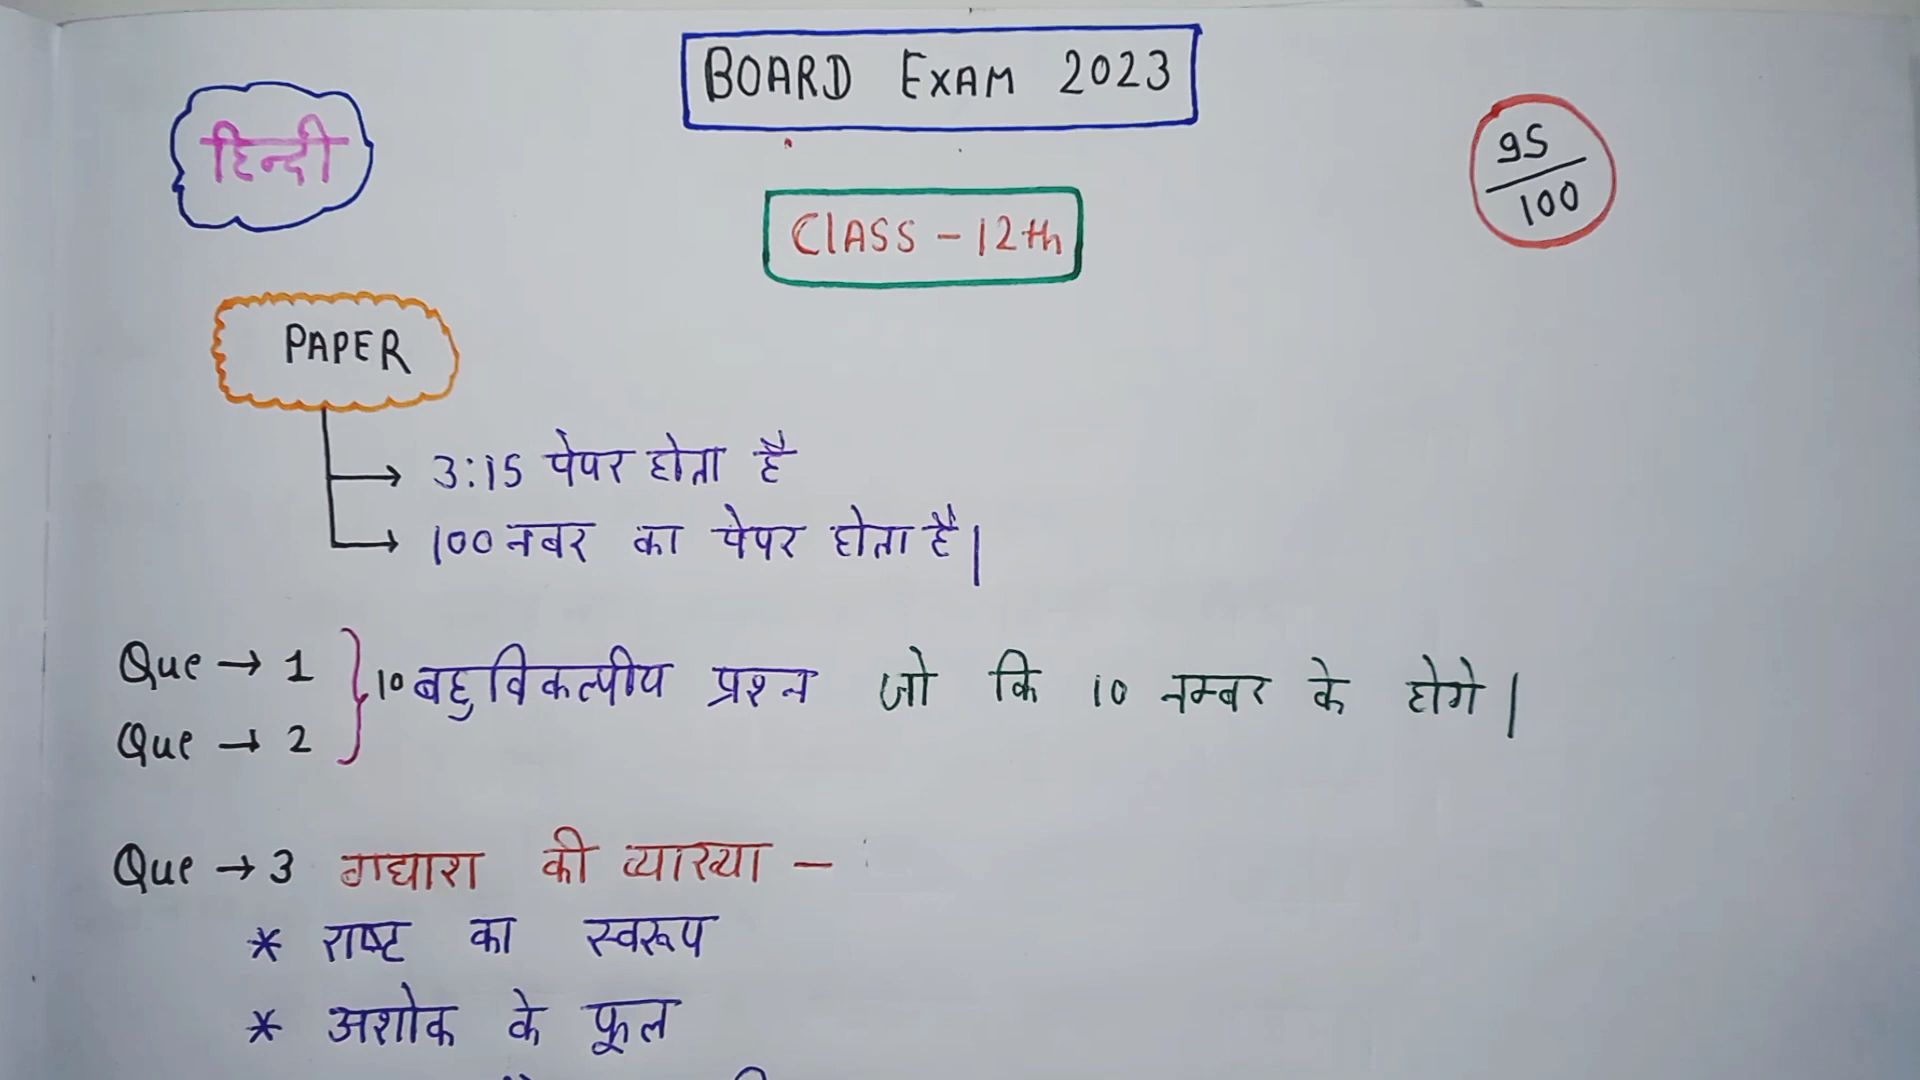 BOARD EXAM 2023
हिन्दी
95
100
CLASS - 12th
PAPER
→ 3:15 पेपर होता है
→ 100 नबर का पेपर होता है|
Que → 1
10 बहुविकल्पीय प्रश्न जो कि 10 नम्बर के होगे|
Que → 2
Que → 3 गद्याश की व्याख्या -
* राष्ट का स्वरूप
* अशोक के फूल